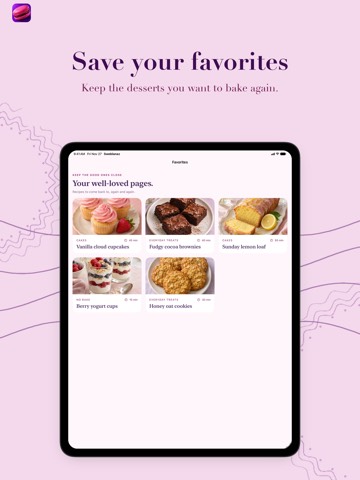 Save your favorites
Keep the desserts you want to bake again.
Favorites
KEEP THE GOOD ONES CLOSE
Your well-loved pages.
Recipes to come back to, again and again.
CAKES
Vanilla cloud cupcakes
EVERYDAY TREATS
Fudgy cocoa brownies
CAKES
Sunday lemon loaf
NO BAKE
Berry yogurt cups
EVERYDAY TREATS
Honey oat cookies